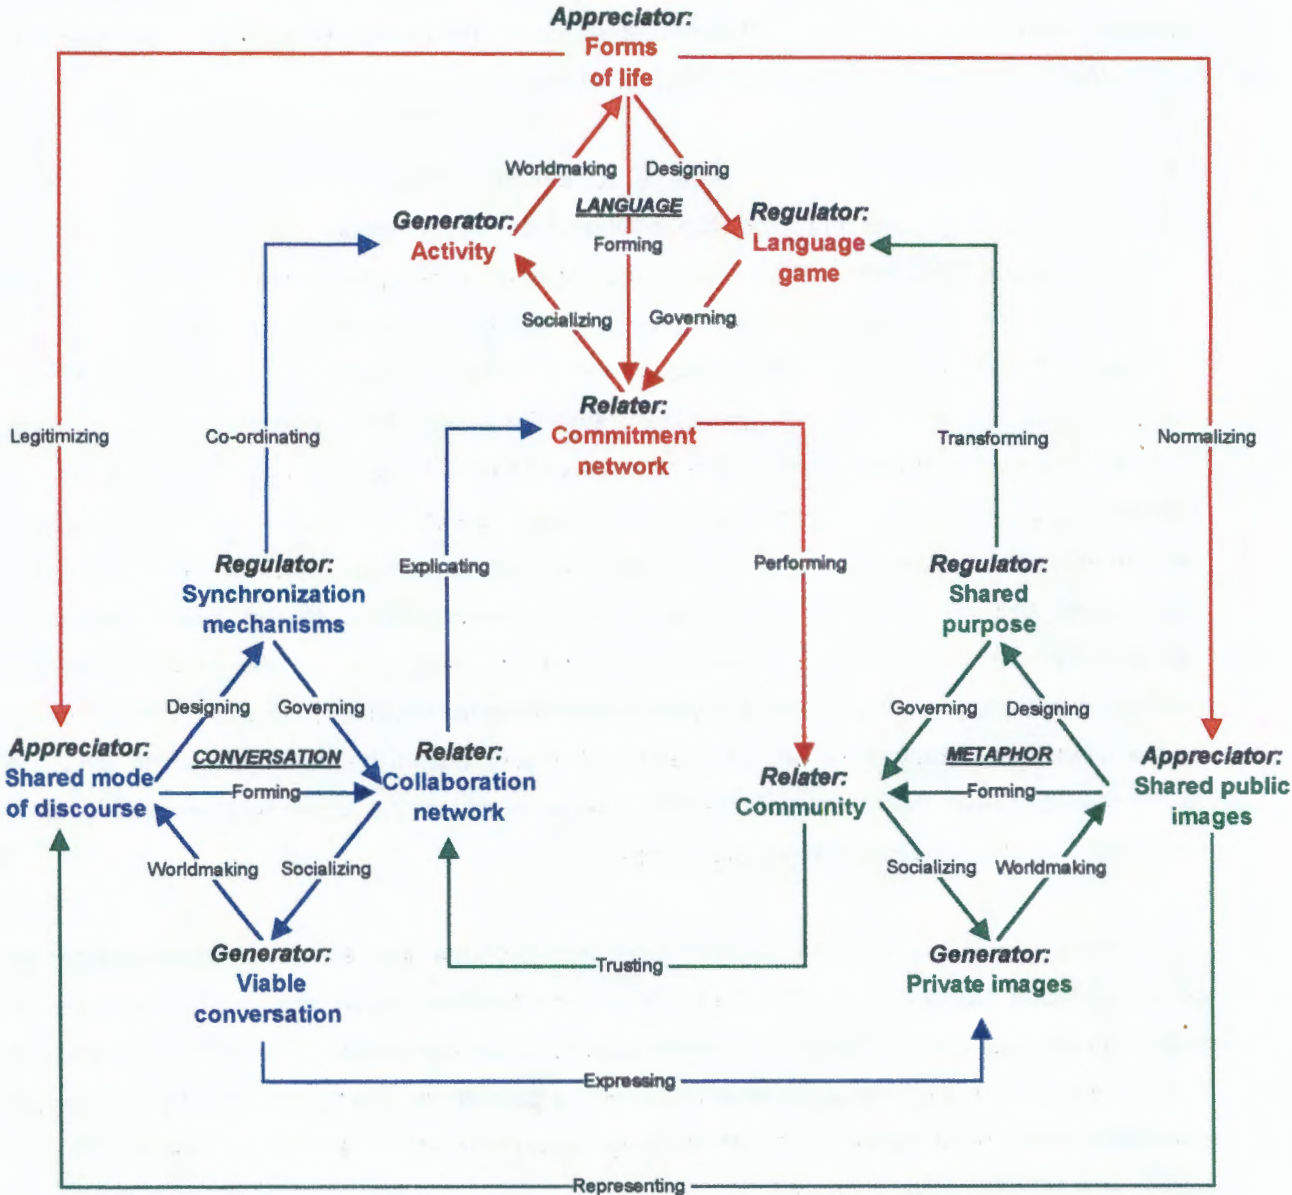 Appreciator:
Forms
of life
Worldmaking
Designing
LANGUAGE
Forming
Generator:
Activity
Regulator:
Language
game
Socializing
Governing
Relater:
Commitment
network
Legitimizing
Co-ordinating
Transforming
Normalizing
Explicating
Performing
Regulator:
Synchronization
mechanisms
Regulator:
Shared
purpose
Designing
Governing
Governing
Designing
Appreciator:
Shared mode
of discourse
CONVERSATION
Forming
Relater:
Collaboration
network
Relater:
Community
METAPHOR
Forming
Appreciator:
Shared public
images
Worldmaking
Socializing
Socializing
Worldmaking
Generator:
Viable
conversation
Trusting
Generator:
Private images
Expressing
Representing